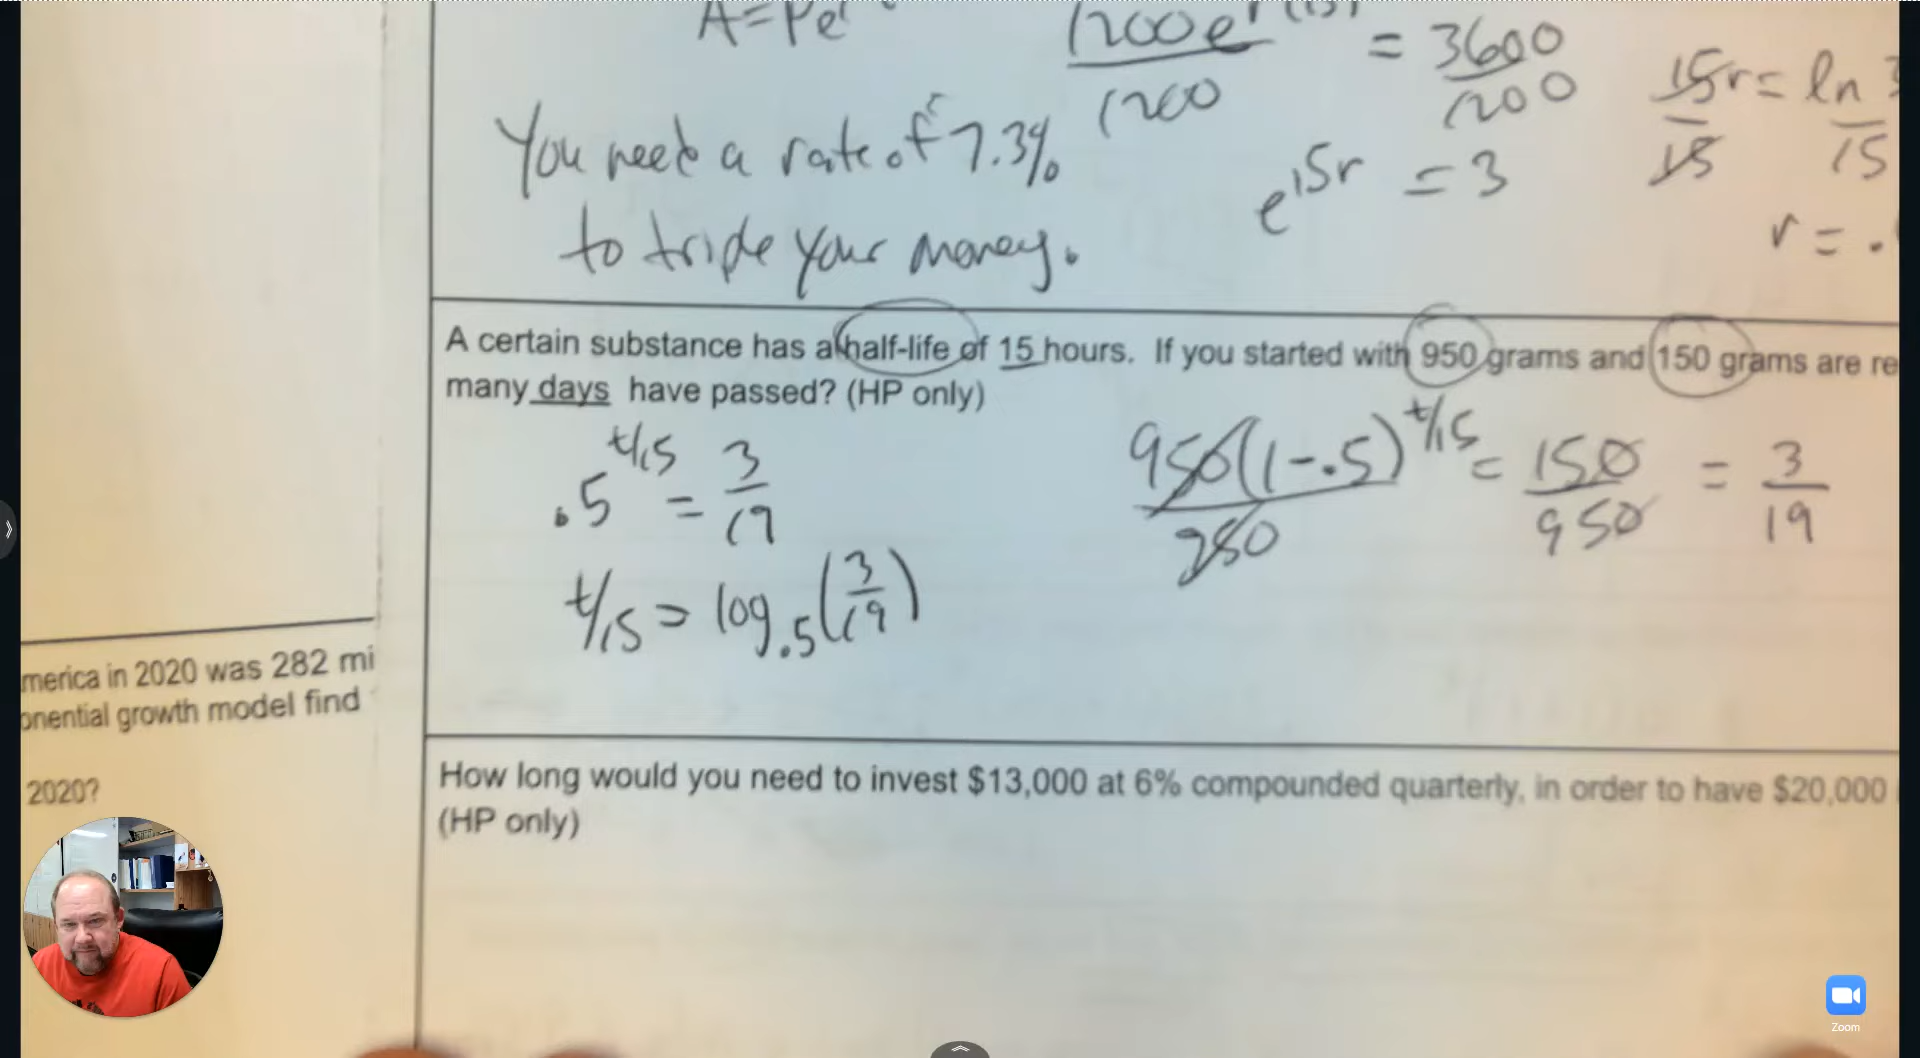 A=Pe^r
1200e^r(15) = 3600
1200 1200
15r = ln 3
15 15
You need a rate of 7.3%
to triple your money.
e^15r = 3
r = .
A certain substance has a half-life of 15 hours. If you started with 950 grams and 150 grams are re
many days have passed? (HP only)
.5^t/15 = 3/19
950(1-.5)^t/15 = 150 = 3
950 950 19
t/15 = log.5(3/19)
merica in 2020 was 282 mi
onential growth model find
2020?
How long would you need to invest $13,000 at 6% compounded quarterly, in order to have $20,000
(HP only)
Zoom